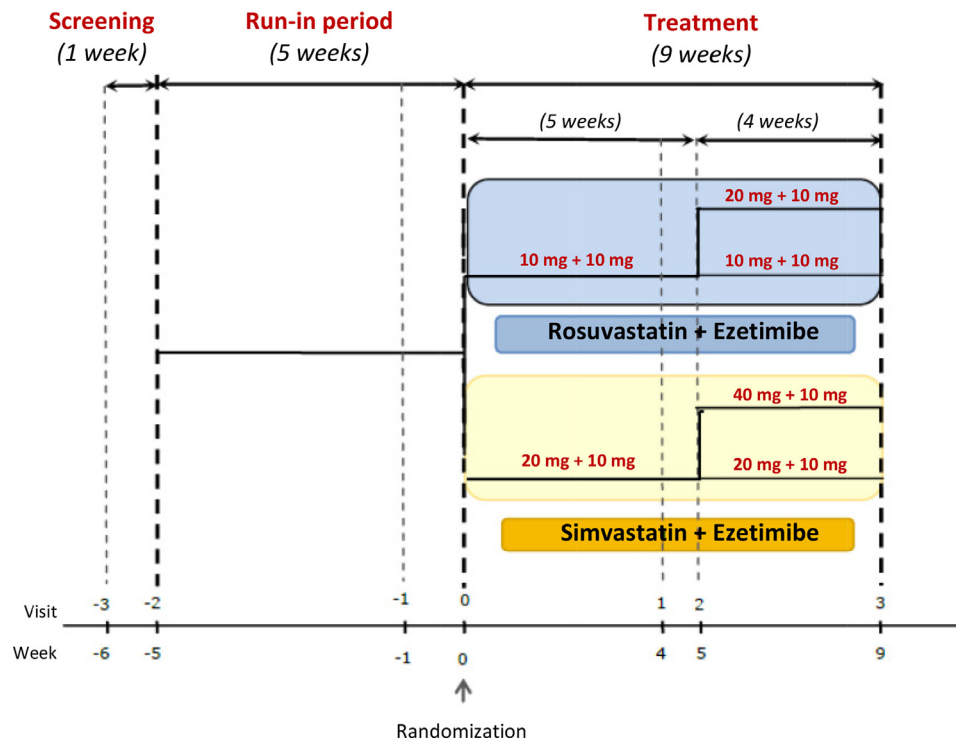 Screening Run-in period Treatment
(1 week) (5 weeks) (9 weeks)
(5 weeks) (4 weeks)
20 mg + 10 mg
10 mg + 10 mg 10 mg + 10 mg
Rosuvastatin + Ezetimibe
40 mg + 10 mg
20 mg + 10 mg 20 mg + 10 mg
Simvastatin + Ezetimibe
Visit -3 -2 -1 0 1 2 3
Week -6 -5 -1 0 4 5 9
Randomization